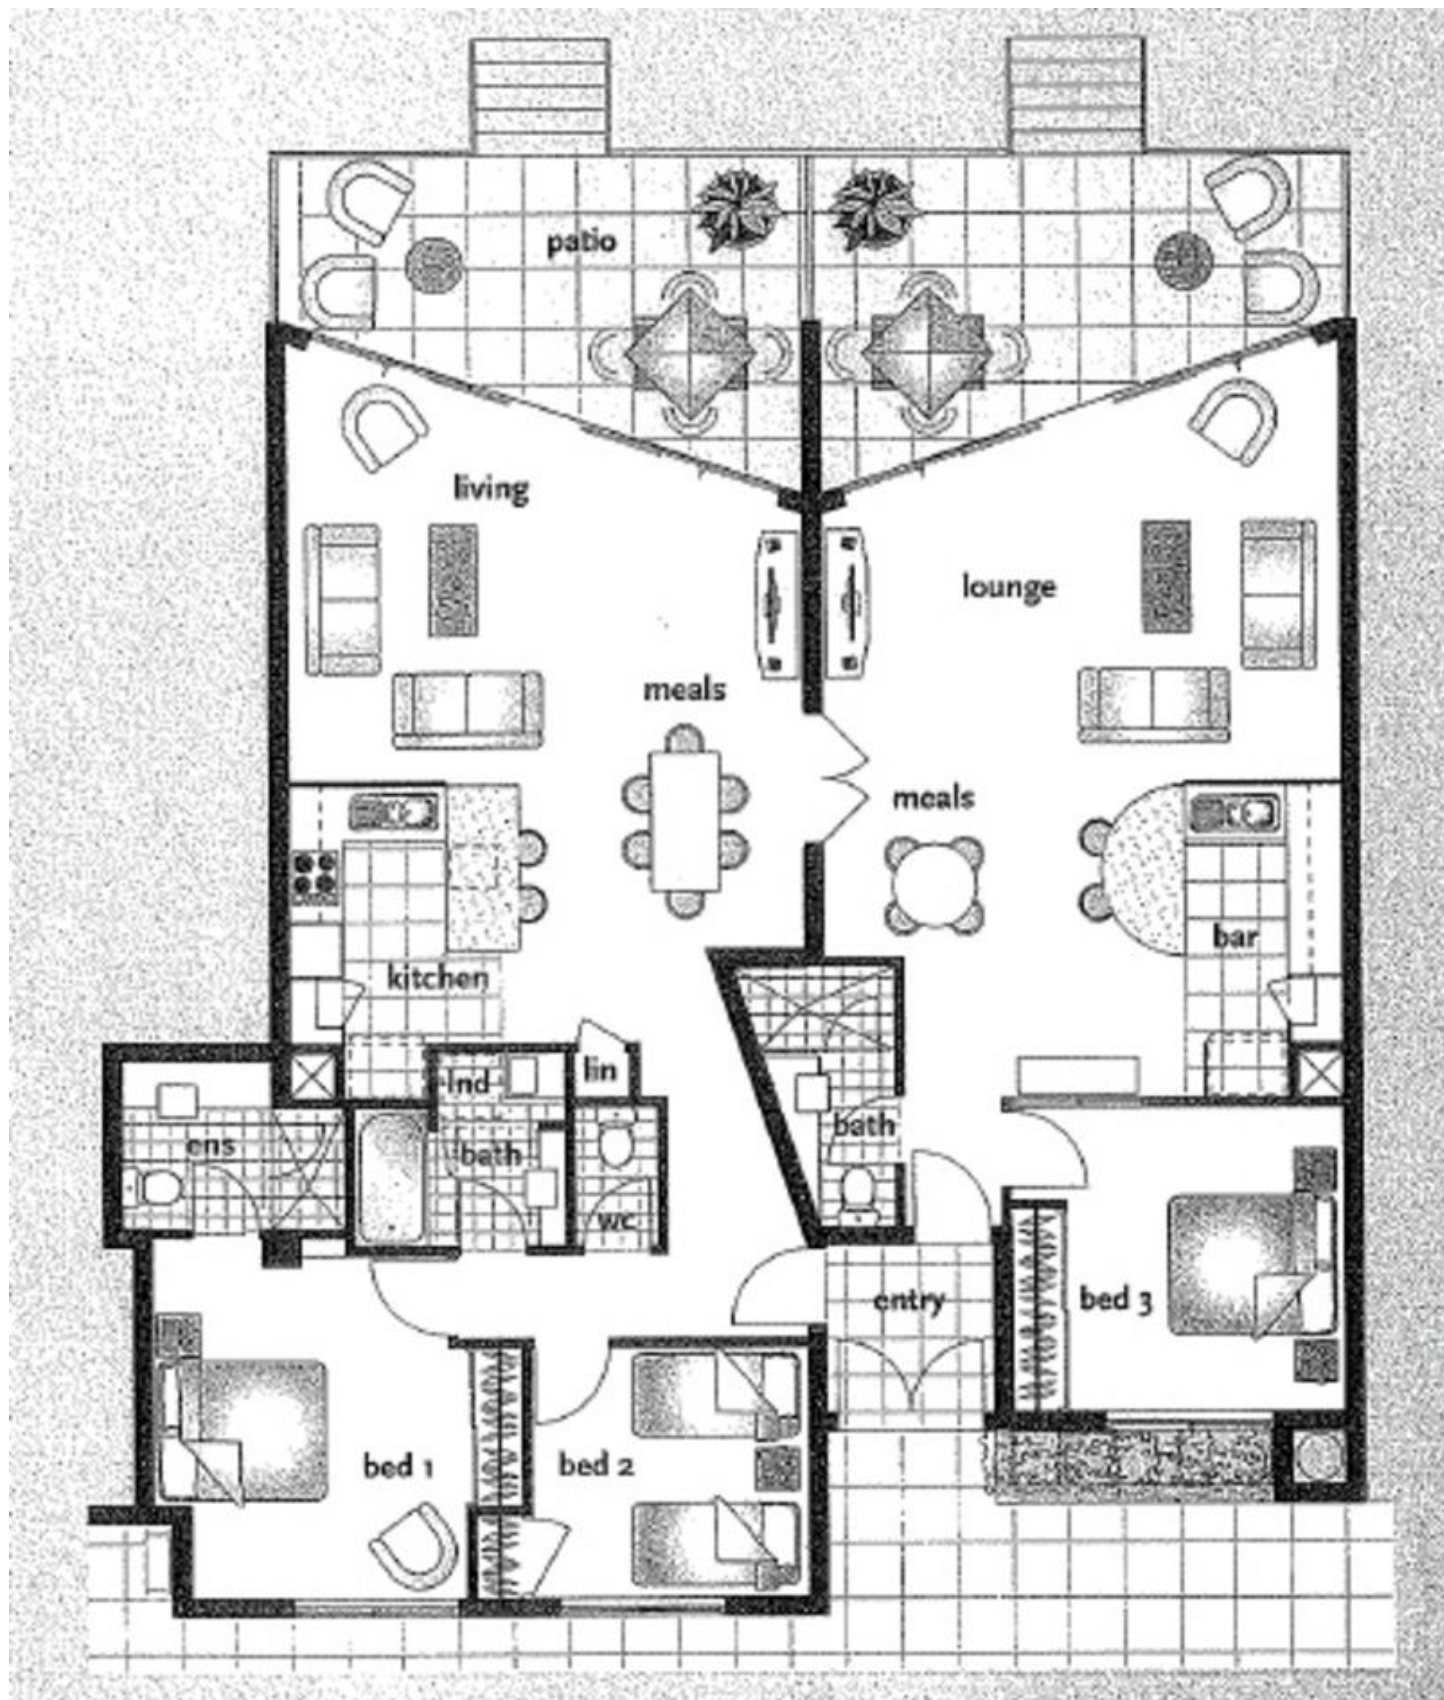 patio
living
lounge
meals
meals
bar
kitchen
lnd
lin
ens
bath
bath
wc
entry
bed 3
bed 1
bed 2